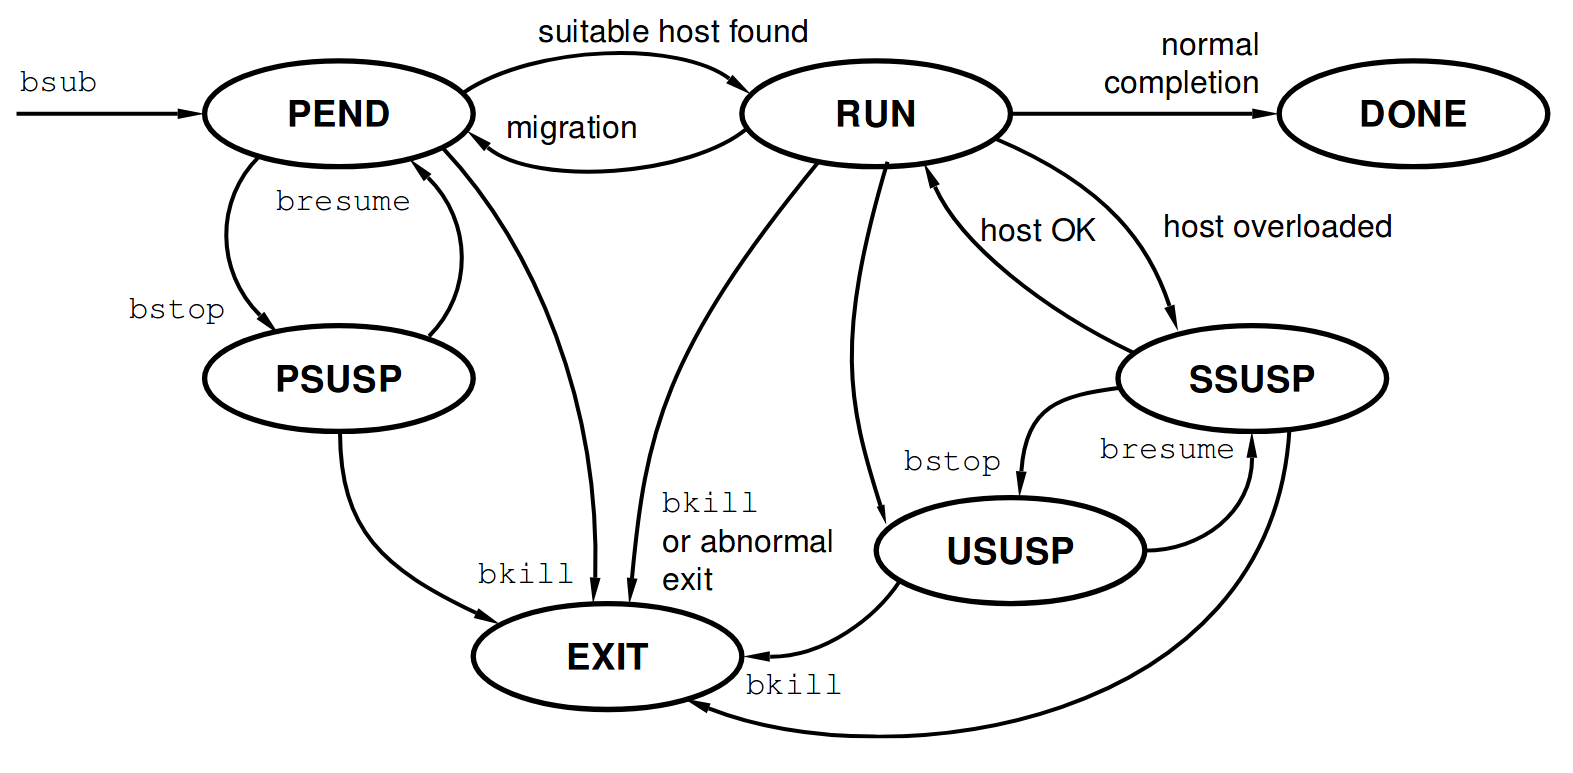 suitable host found
normal
completion
bsub
PEND
RUN
DONE
migration
bresume
host OK
host overloaded
bstop
PSUSP
SSUSP
bstop
bresume
bkill
or abnormal
exit
USUSP
bkill
EXIT
bkill